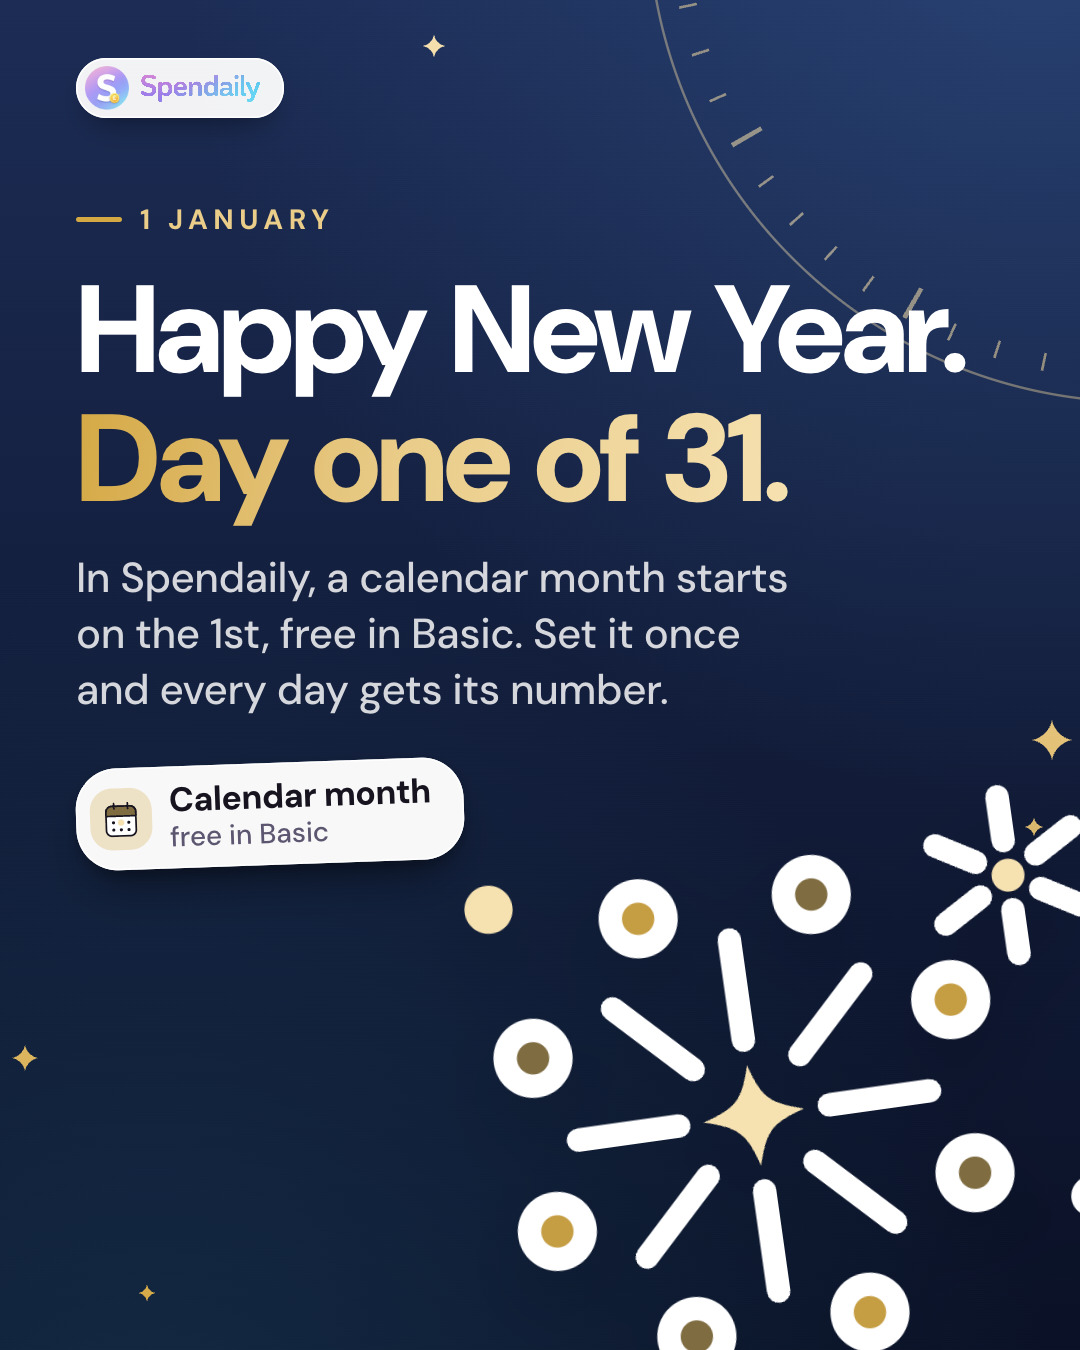 Spendaily
1 JANUARY
Happy New Year.
Day one of 31.
In Spendaily, a calendar month starts
on the 1st, free in Basic. Set it once
and every day gets its number.
Calendar month
free in Basic